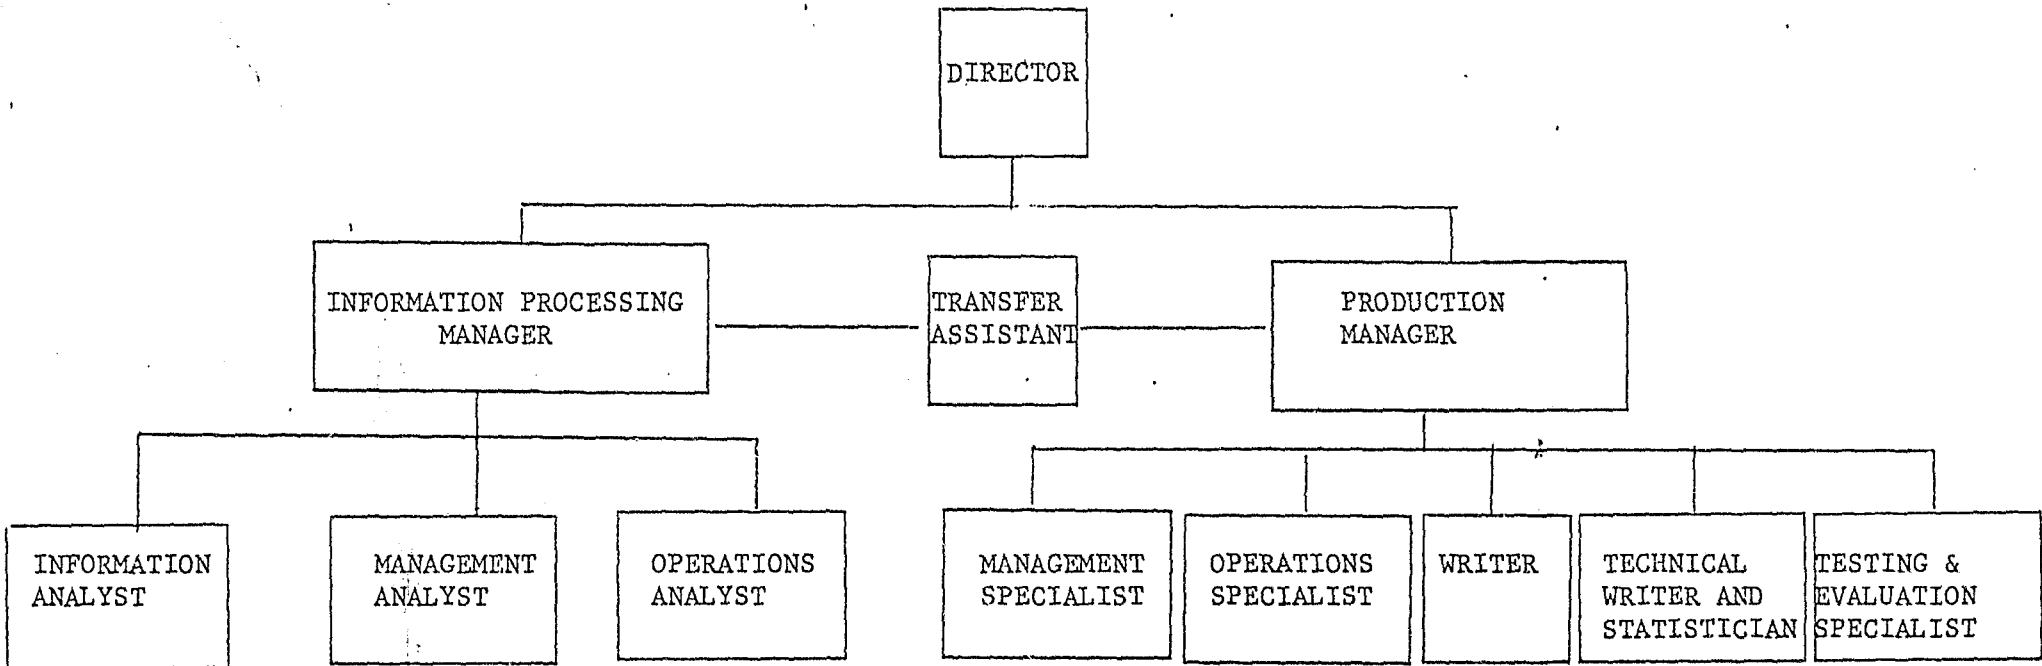 DIRECTOR
INFORMATION PROCESSING
MANAGER
TRANSFER
ASSISTANT
PRODUCTION
MANAGER
INFORMATION
ANALYST
MANAGEMENT
ANALYST
OPERATIONS
ANALYST
MANAGEMENT
SPECIALIST
OPERATIONS
SPECIALIST
WRITER
TECHNICAL
WRITER AND
STATISTICIAN
TESTING &
EVALUATION
SPECIALIST